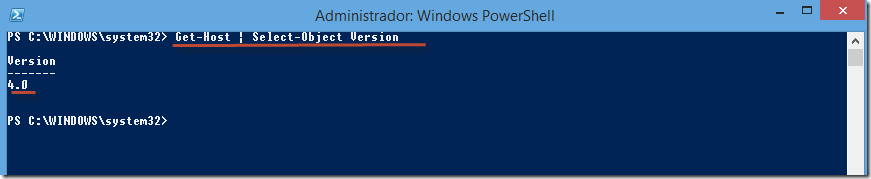 Administrador: Windows PowerShell
PS C:\WINDOWS\system32> Get-Host | Select-Object Version
Version
-------
4.0
PS C:\WINDOWS\system32>